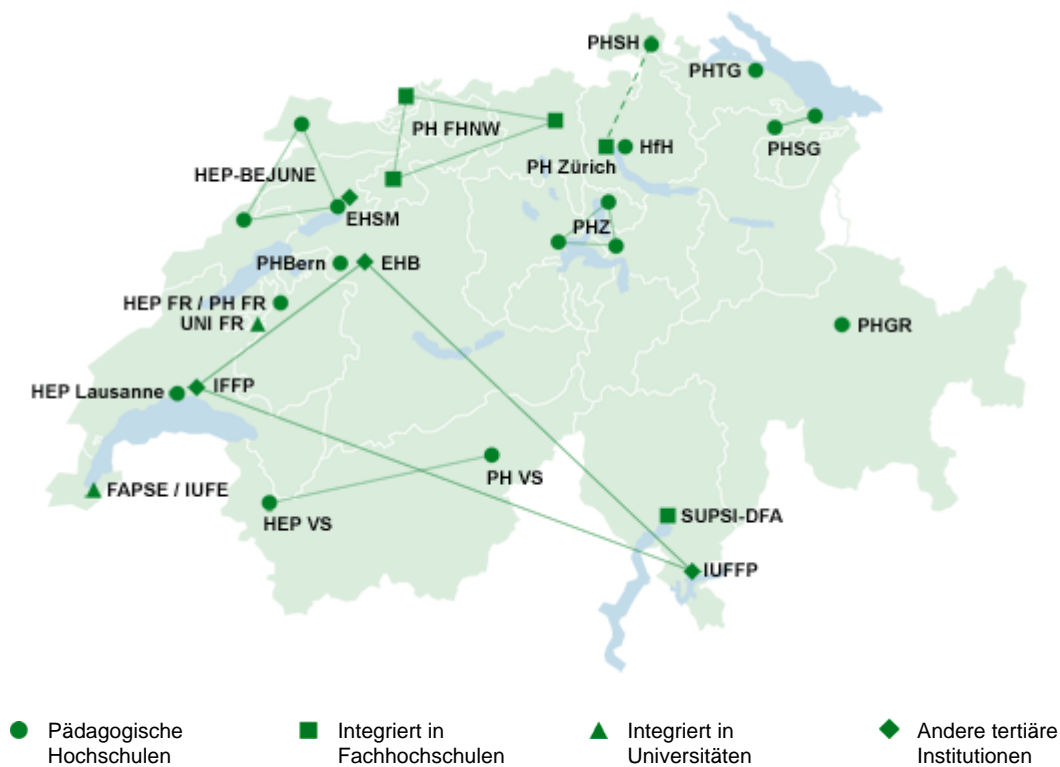 PHSH
PHTG
PH FHNW
HfH
PHSG
PH Zürich
HEP-BEJUNE
EHSM
PHZ
PHBern
EHB
HEP FR / PH FR
UNI FR
PHGR
HEP Lausanne
IFFP
PH VS
FAPSE / IUFE
HEP VS
SUPSI-DFA
IUFFP
Pädagogische
Hochschulen
Integriert in
Fachhochschulen
Integriert in
Universitäten
Andere tertiäre
Institutionen